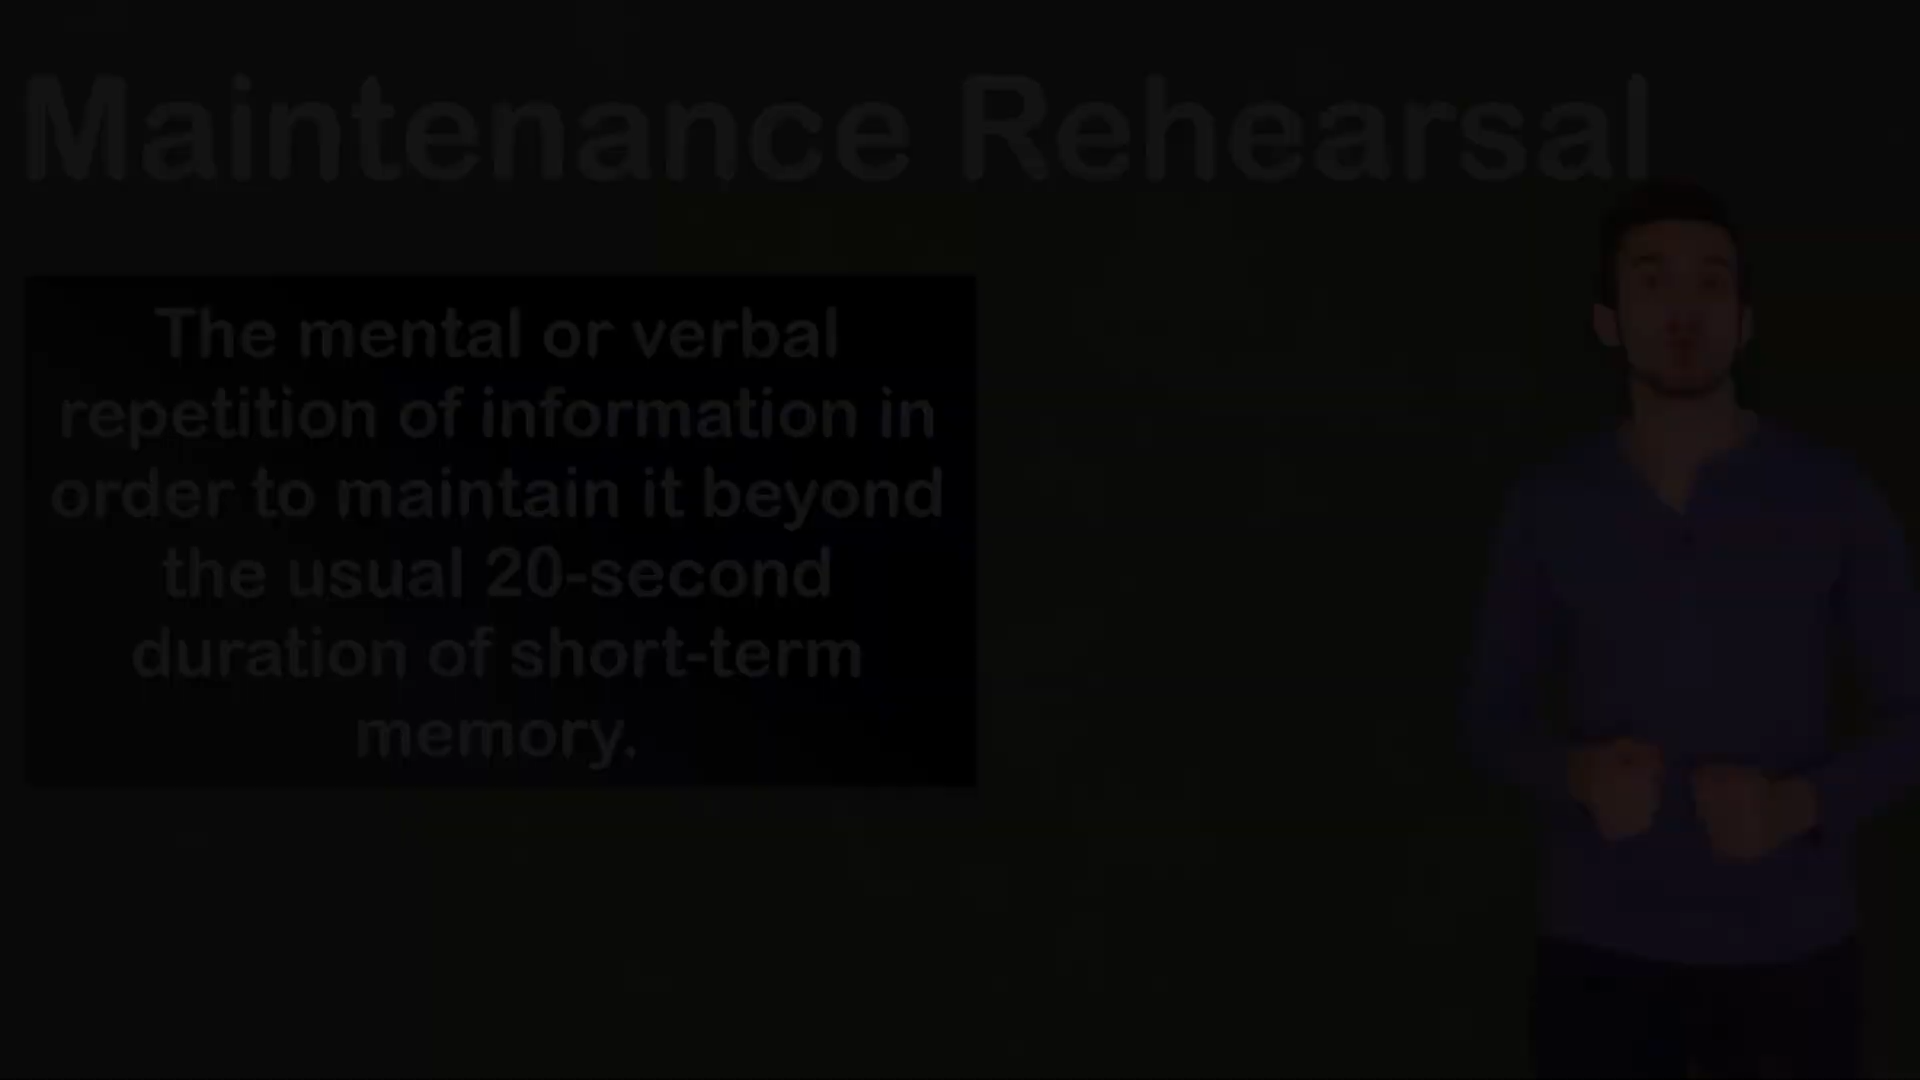 Maintenance Rehearsal
The mental or verbal
repetition of information in
order to maintain it beyond
the usual 20-second
duration of short-term
memory.